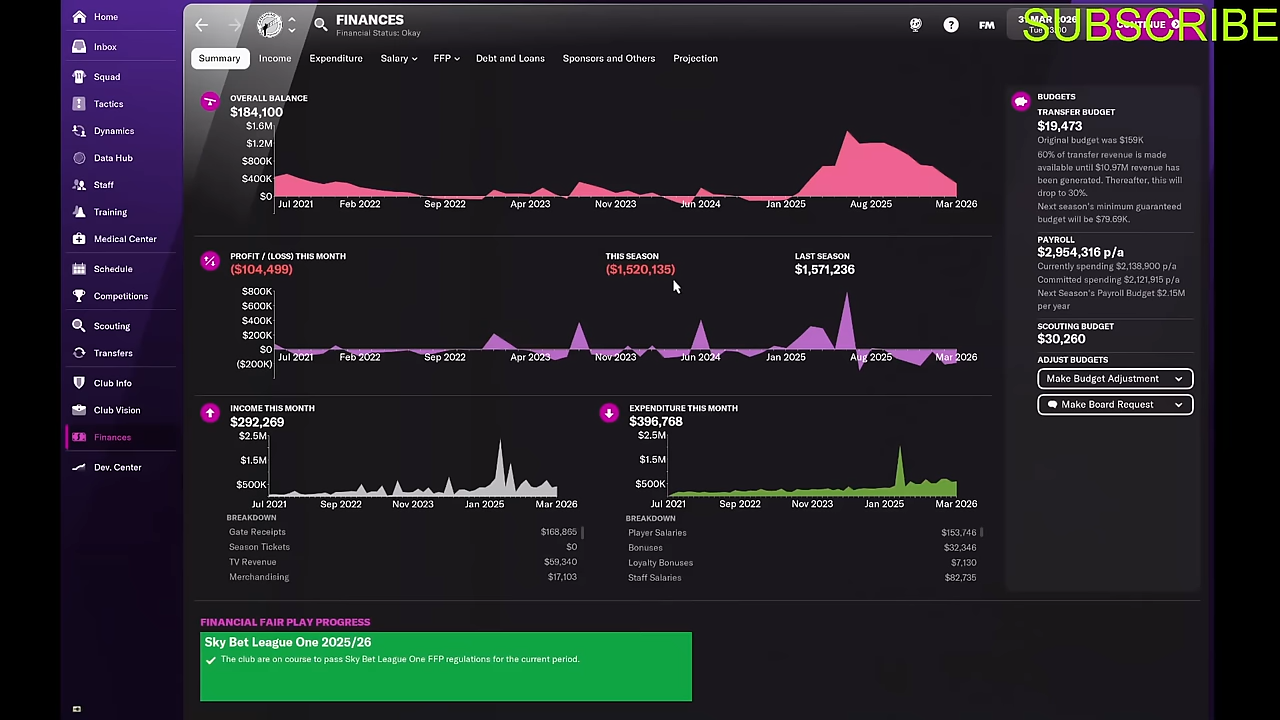 Home
Inbox
Squad
Tactics
Dynamics
Data Hub
Staff
Training
Medical Center
Schedule
Competitions
Scouting
Transfers
Club Info
Club Vision
Finances
Dev. Center
FINANCES
Financial Status: Okay
FM
SUBSCRIBE
Summary
Income
Expenditure
Salary
FFP
Debt and Loans
Sponsors and Others
Projection
OVERALL BALANCE
$184,100
$1.6M
$1.2M
$800K
$400K
$0
Jul 2021
Feb 2022
Sep 2022
Apr 2023
Nov 2023
Jun 2024
Jan 2025
Aug 2025
Mar 2026
PROFIT / (LOSS) THIS MONTH
($104,499)
THIS SEASON
($1,520,135)
LAST SEASON
$1,571,236
$800K
$600K
$400K
$200K
$0
($200K)
Jul 2021
Feb 2022
Sep 2022
Apr 2023
Nov 2023
Jun 2024
Jan 2025
Aug 2025
Mar 2026
INCOME THIS MONTH
$292,269
$2.5M
$1.5M
$500K
Jul 2021
Sep 2022
Nov 2023
Jan 2025
Mar 2026
BREAKDOWN
Gate Receipts $168,865
Season Tickets $0
TV Revenue $59,340
Merchandising $17,103
EXPENDITURE THIS MONTH
$396,768
$2.5M
$1.5M
$500K
Jul 2021
Sep 2022
Nov 2023
Jan 2025
Mar 2026
BREAKDOWN
Player Salaries $153,746
Bonuses $32,346
Loyalty Bonuses $7,130
Staff Salaries $82,735
BUDGETS
TRANSFER BUDGET
$19,473
Original budget was $159K
60% of transfer revenue is made
available until $10.97M revenue has
been generated. Thereafter, this will
drop to 30%.
Next season's minimum guaranteed
budget will be $79.69K.
PAYROLL
$2,954,316 p/a
Currently spending $2,138,900 p/a
Committed spending $2,121,915 p/a
Next Season's Payroll Budget $2.15M
per year
SCOUTING BUDGET
$30,260
ADJUST BUDGETS
Make Budget Adjustment
Make Board Request
FINANCIAL FAIR PLAY PROGRESS
Sky Bet League One 2025/26
The club are on course to pass Sky Bet League One FFP regulations for the current period.